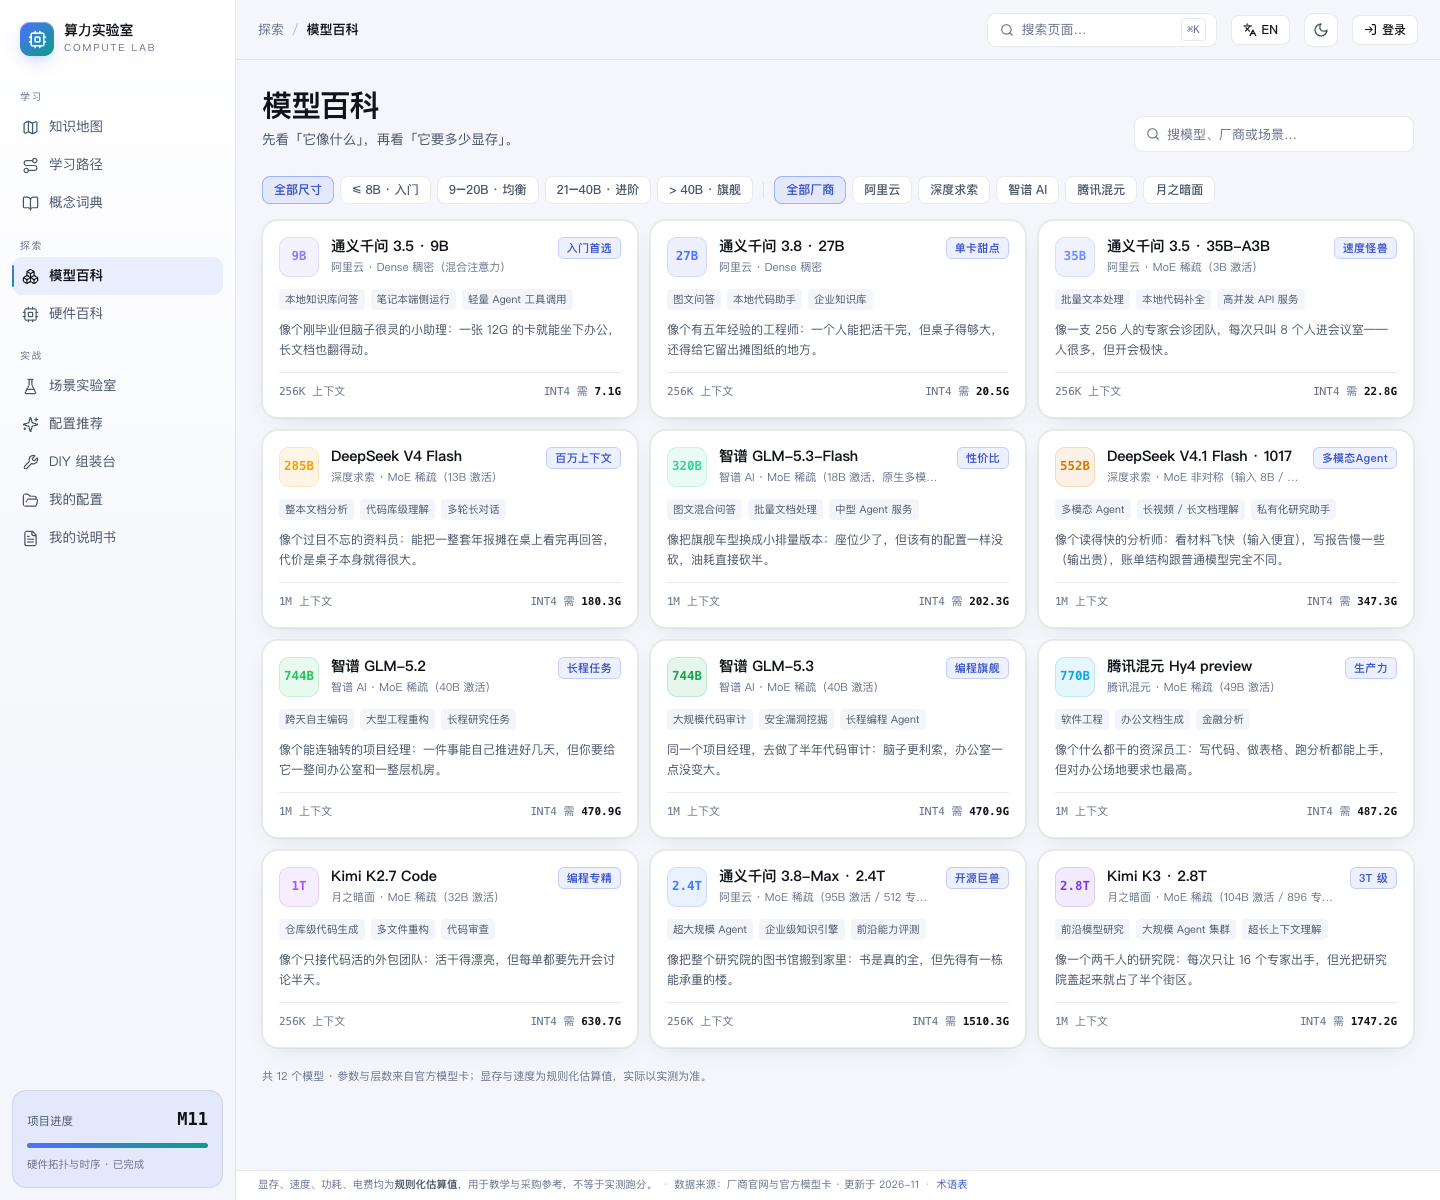 算力实验室
COMPUTE LAB
学习
知识地图
学习路径
概念词典
探索
模型百科
硬件百科
实战
场景实验室
配置推荐
DIY 组装台
我的配置
我的说明书
项目进度
M11
硬件拓扑与时序 · 已完成
探索 / 模型百科
搜索页面…
⌘K
EN
登录
模型百科
先看「它像什么」，再看「它要多少显存」。
搜模型、厂商或场景…
全部尺寸
≤ 8B · 入门
9–20B · 均衡
21–40B · 进阶
> 40B · 旗舰
全部厂商
阿里云
深度求索
智谱 AI
腾讯混元
月之暗面
9B
通义千问 3.5 · 9B
入门首选
阿里云 · Dense 稠密（混合注意力）
本地知识库问答
笔记本端侧运行
轻量 Agent 工具调用
像个刚毕业但脑子很灵的小助理：一张 12G 的卡就能坐下办公，
长文档也翻得动。
256K 上下文
INT4 需 7.1G
27B
通义千问 3.8 · 27B
单卡甜点
阿里云 · Dense 稠密
图文问答
本地代码助手
企业知识库
像个有五年经验的工程师：一个人能把活干完，但桌子得够大，
还得给它留出摊图纸的地方。
256K 上下文
INT4 需 20.5G
35B
通义千问 3.5 · 35B-A3B
速度怪兽
阿里云 · MoE 稀疏（3B 激活）
批量文本处理
本地代码补全
高并发 API 服务
像一支 256 人的专家会诊团队，每次只叫 8 个人进会议室——
人很多，但开会极快。
256K 上下文
INT4 需 22.8G
285B
DeepSeek V4 Flash
百万上下文
深度求索 · MoE 稀疏（13B 激活）
整本文档分析
代码库级理解
多轮长对话
像个过目不忘的资料员：能把一整套年报摊在桌上看完再回答，
代价是桌子本身就得很大。
1M 上下文
INT4 需 180.3G
320B
智谱 GLM-5.3-Flash
性价比
智谱 AI · MoE 稀疏（18B 激活，原生多模…
图文混合问答
批量文档处理
中型 Agent 服务
像把旗舰车型换成小排量版本：座位少了，但该有的配置一样没
砍，油耗直接砍半。
1M 上下文
INT4 需 202.3G
552B
DeepSeek V4.1 Flash · 1017
多模态Agent
深度求索 · MoE 非对称（输入 8B / …
多模态 Agent
长视频 / 长文档理解
私有化研究助手
像个读得快的分析师：看材料飞快（输入便宜），写报告慢一些
（输出贵），账单结构跟普通模型完全不同。
1M 上下文
INT4 需 347.3G
744B
智谱 GLM-5.2
长程任务
智谱 AI · MoE 稀疏（40B 激活）
跨天自主编码
大型工程重构
长程研究任务
像个能连轴转的项目经理：一件事能自己推进好几天，但你要给
它一整间办公室和一整层机房。
1M 上下文
INT4 需 470.9G
744B
智谱 GLM-5.3
编程旗舰
智谱 AI · MoE 稀疏（40B 激活）
大规模代码审计
安全漏洞挖掘
长程编程 Agent
同一个项目经理，去做了半年代码审计：脑子更利索，办公室一
点没变大。
1M 上下文
INT4 需 470.9G
770B
腾讯混元 Hy4 preview
生产力
腾讯混元 · MoE 稀疏（49B 激活）
软件工程
办公文档生成
金融分析
像个什么都干的资深员工：写代码、做表格、跑分析都能上手，
但对办公场地要求也最高。
1M 上下文
INT4 需 487.2G
1T
Kimi K2.7 Code
编程专精
月之暗面 · MoE 稀疏（32B 激活）
仓库级代码生成
多文件重构
代码审查
像个只接代码活的外包团队：活干得漂亮，但每单都要先开会讨
论半天。
256K 上下文
INT4 需 630.7G
2.4T
通义千问 3.8-Max · 2.4T
开源巨兽
阿里云 · MoE 稀疏（95B 激活 / 512 专…
超大规模 Agent
企业级知识引擎
前沿能力评测
像把整个研究院的图书馆搬到家里：书是真的全，但先得有一栋
能承重的楼。
256K 上下文
INT4 需 1510.3G
2.8T
Kimi K3 · 2.8T
3T 级
月之暗面 · MoE 稀疏（104B 激活 / 896 专…
前沿模型研究
大规模 Agent 集群
超长上下文理解
像一个两千人的研究院：每次只让 16 个专家出手，但光把研究
院盖起来就占了半个街区。
1M 上下文
INT4 需 1747.2G
共 12 个模型 · 参数与层数来自官方模型卡；显存与速度为规则化估算值，实际以实测为准。
显存、速度、功耗、电费均为规则化估算值，用于教学与采购参考，不等于实测跑分。 · 数据来源：厂商官网与官方模型卡 · 更新于 2026-11 · 术语表